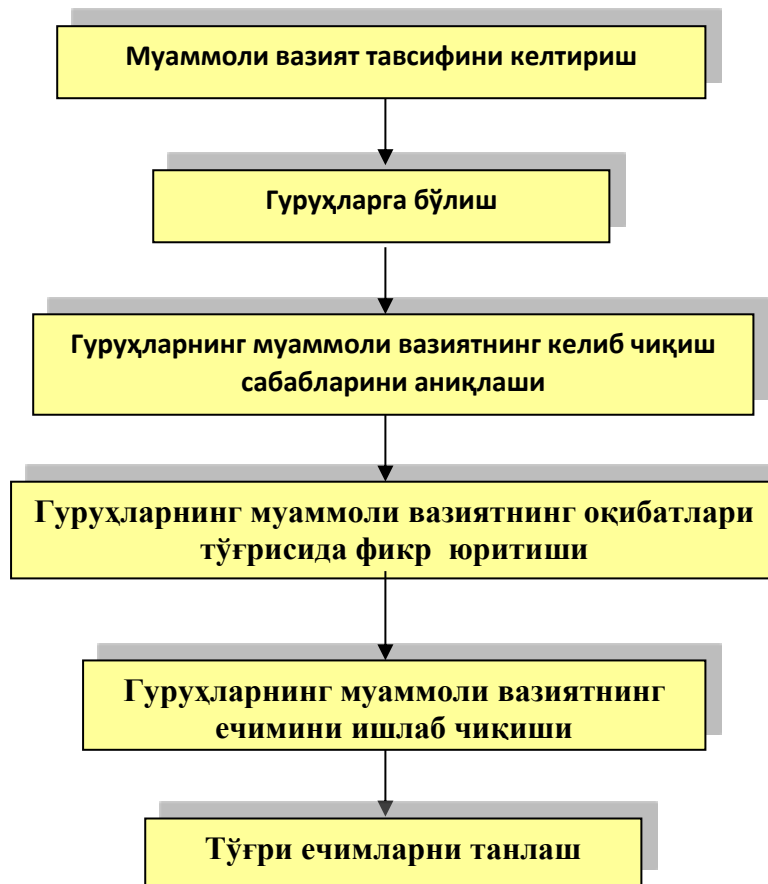 Муаммоли вазият тавсифини келтириш
Гуруҳларга бўлиш
Гуруҳларнинг муаммоли вазиятнинг келиб чиқиш
сабабларини аниқлаши
Гуруҳларнинг муаммоли вазиятнинг оқибатлари
тўғрисида фикр юритиши
Гуруҳларнинг муаммоли вазиятнинг
ечимини ишлаб чиқиши
Тўғри ечимларни танлаш